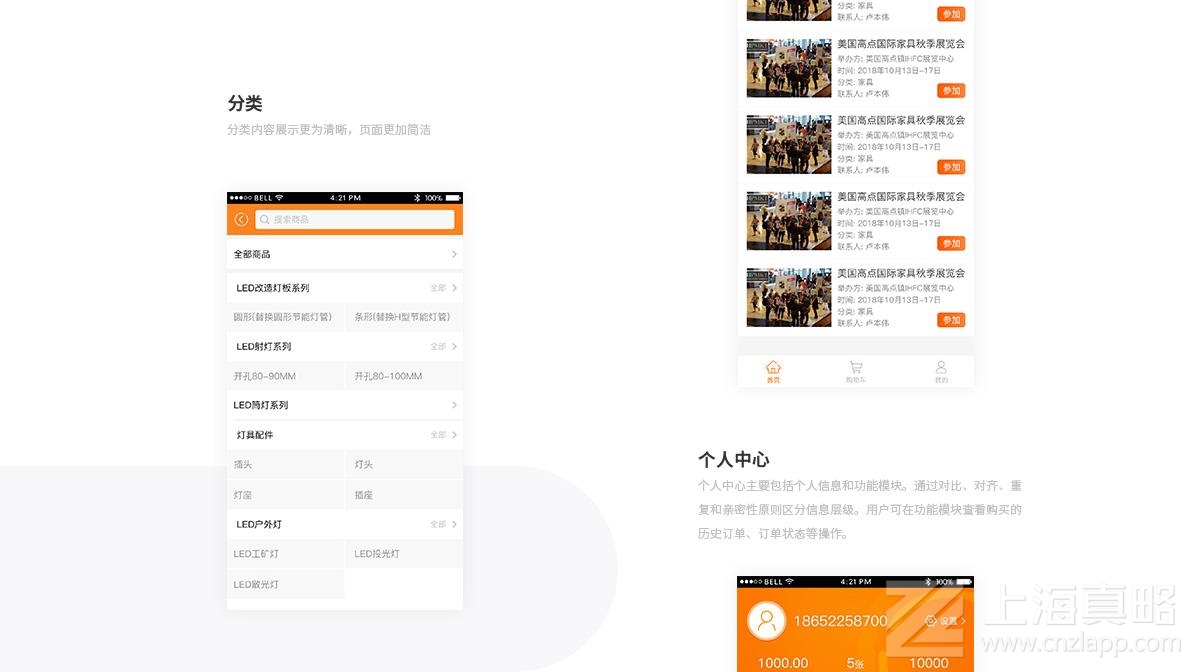 分类
分类内容展示更为清晰，页面更加简洁
BELL 4:21 PM 100%
搜索商品
全部商品
LED改造灯板系列 全部
圆形(替换圆形节能灯管) 条形(替换H型节能灯管)
LED射灯系列 全部
开孔80-90MM 开孔80-100MM
LED筒灯系列
灯具配件 全部
插头 灯头
灯座 插座
LED户外灯 全部
LED工矿灯 LED投光灯
LED散光灯
分类: 家具
联系人: 卢本伟
参加
美国高点国际家具秋季展览会
举办方: 美国高点镇IHFC展览中心
时间: 2018年10月13日-17日
分类: 家具
联系人: 卢本伟
参加
美国高点国际家具秋季展览会
举办方: 美国高点镇IHFC展览中心
时间: 2018年10月13日-17日
分类: 家具
联系人: 卢本伟
参加
美国高点国际家具秋季展览会
举办方: 美国高点镇IHFC展览中心
时间: 2018年10月13日-17日
分类: 家具
联系人: 卢本伟
参加
美国高点国际家具秋季展览会
举办方: 美国高点镇IHFC展览中心
时间: 2018年10月13日-17日
分类: 家具
联系人: 卢本伟
参加
首页 购物车 我的
个人中心
个人中心主要包括个人信息和功能模块。通过对比、对齐、重
复和亲密性原则区分信息层级。用户可在功能模块查看购买的
历史订单、订单状态等操作。
BELL 4:21 PM 100%
18652258700 设置
1000.00 5张 10000
上海真略
www.cnzlapp.com